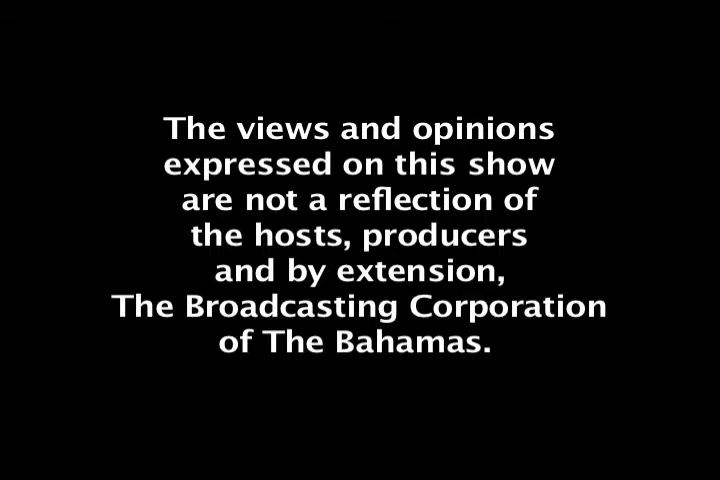 The views and opinions
expressed on this show
are not a reflection of
the hosts, producers
and by extension,
The Broadcasting Corporation
of The Bahamas.